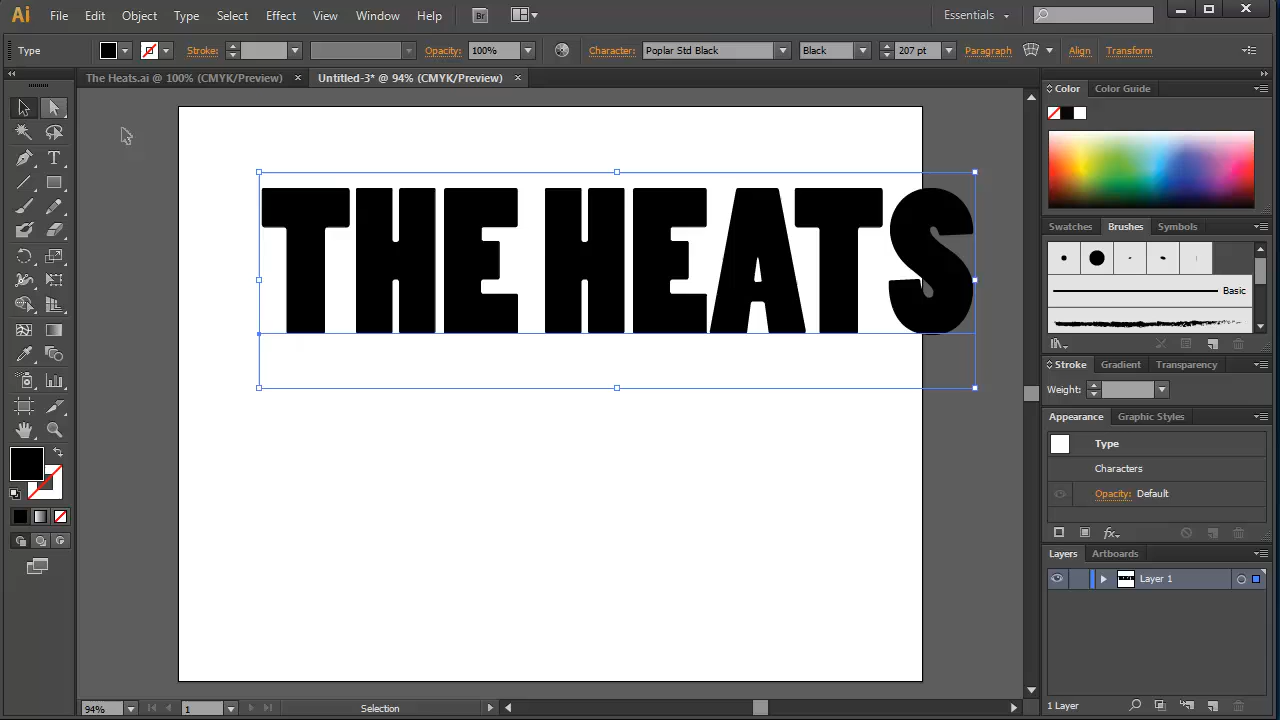 Ai File Edit Object Type Select Effect View Window Help Br Essentials
Type Stroke: Opacity: 100% Character: Poplar Std Black Black 207 pt Paragraph Align Transform
The Heats.ai @ 100% (CMYK/Preview) × Untitled-3* @ 94% (CMYK/Preview) ×
Color Color Guide
THE HEATS
Swatches Brushes Symbols
Basic
Stroke Gradient Transparency
Weight:
Appearance Graphic Styles
Type
Characters
Opacity: Default
fx
Layers Artboards
Layer 1
1 Layer
94% 1 Selection